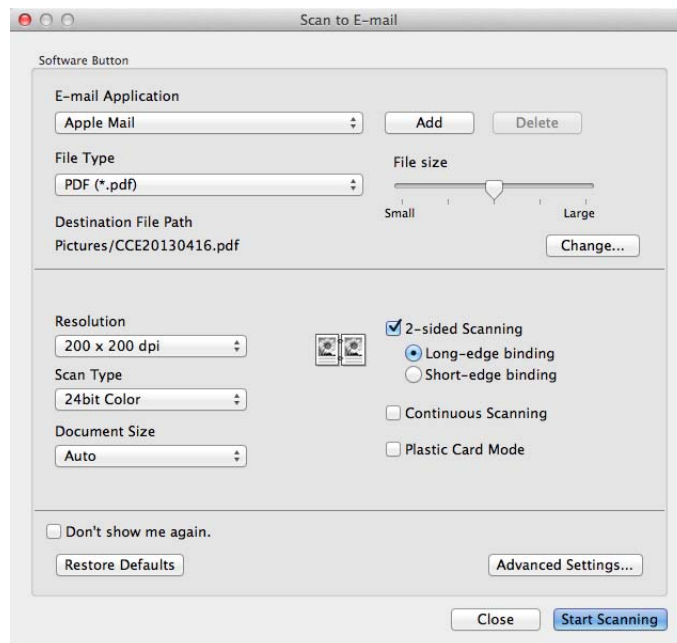 Scan to E-mail
Software Button
E-mail Application
Apple Mail
Add
Delete
File Type
File size
PDF (*.pdf)
Small
Large
Destination File Path
Pictures/CCE20130416.pdf
Change...
Resolution
200 x 200 dpi
2-sided Scanning
Long-edge binding
Short-edge binding
Scan Type
24bit Color
Continuous Scanning
Document Size
Auto
Plastic Card Mode
Don't show me again.
Restore Defaults
Advanced Settings...
Close
Start Scanning